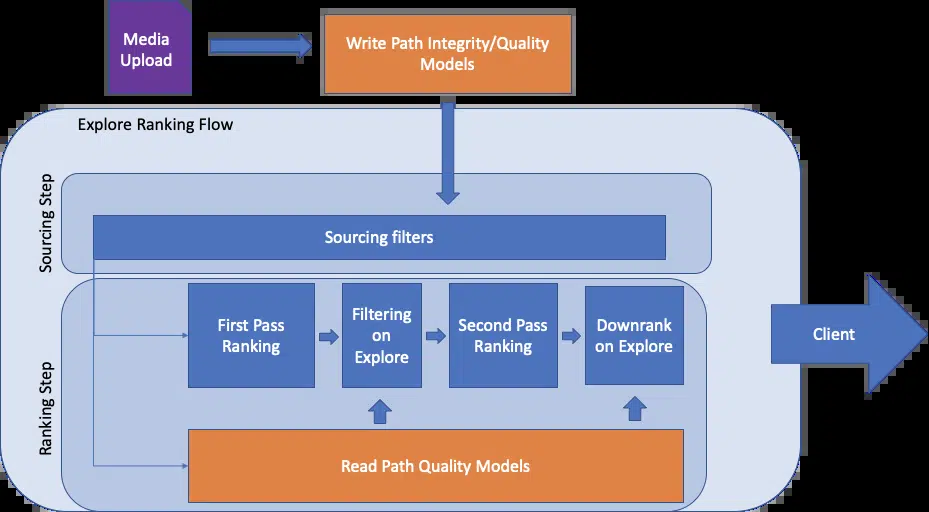 Media
Upload
Write Path Integrity/Quality
Models
Explore Ranking Flow
Sourcing Step
Sourcing filters
Ranking Step
First Pass
Ranking
Filtering
on
Explore
Second Pass
Ranking
Downrank
on Explore
Client
Read Path Quality Models